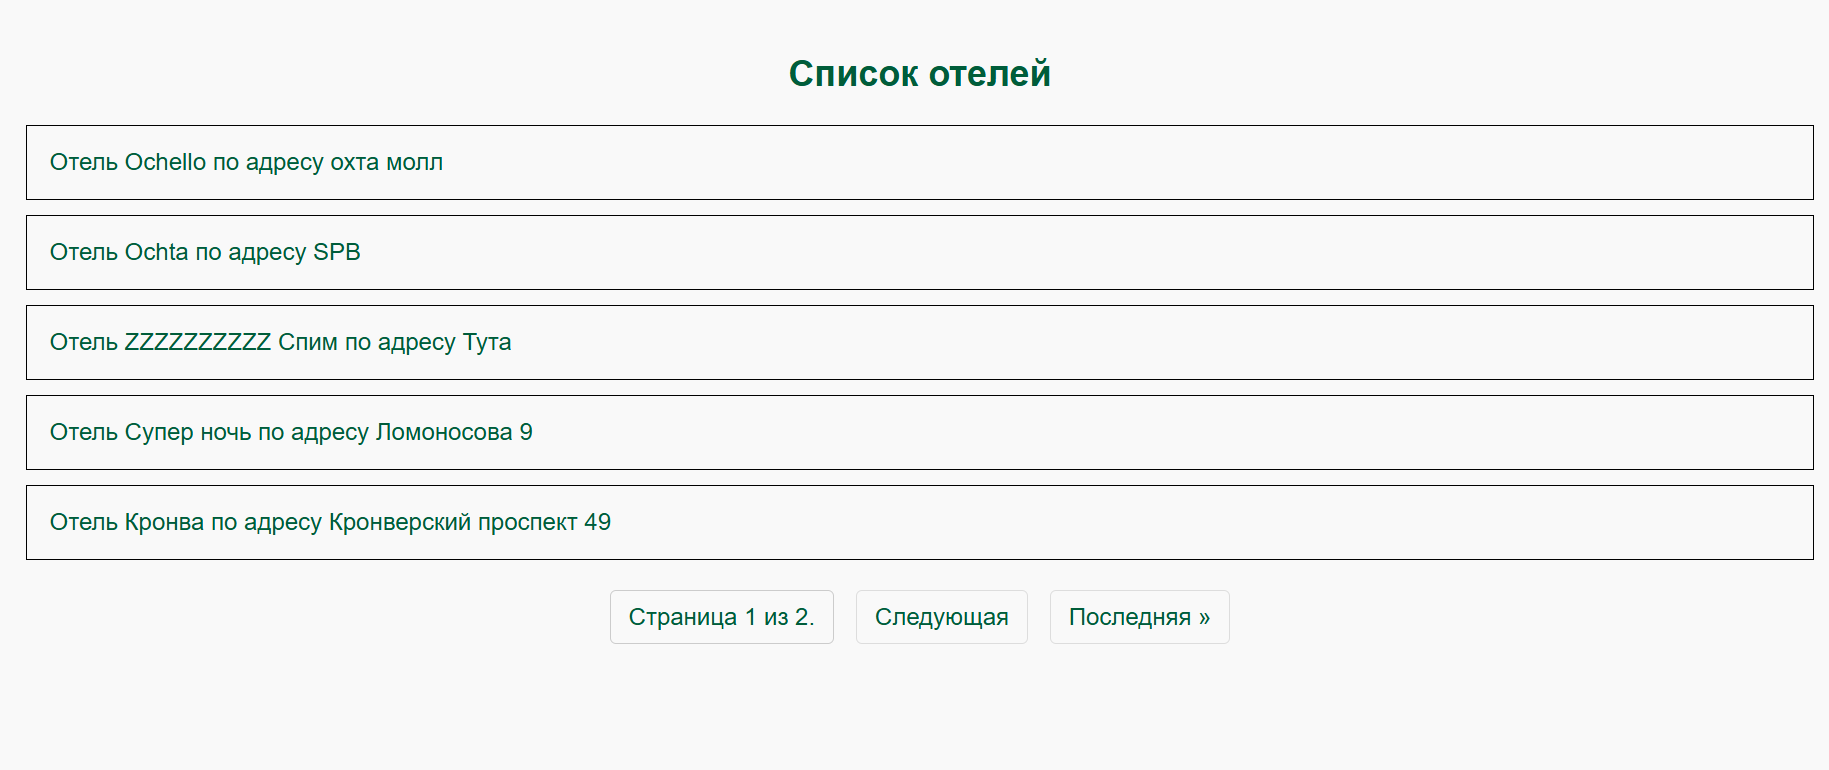 Список отелей
Отель Ochello по адресу охта молл
Отель Ochta по адресу SPB
Отель ZZZZZZZZZZ Спим по адресу Тута
Отель Супер ночь по адресу Ломоносова 9
Отель Кронва по адресу Кронверский проспект 49
Страница 1 из 2. Следующая Последняя »